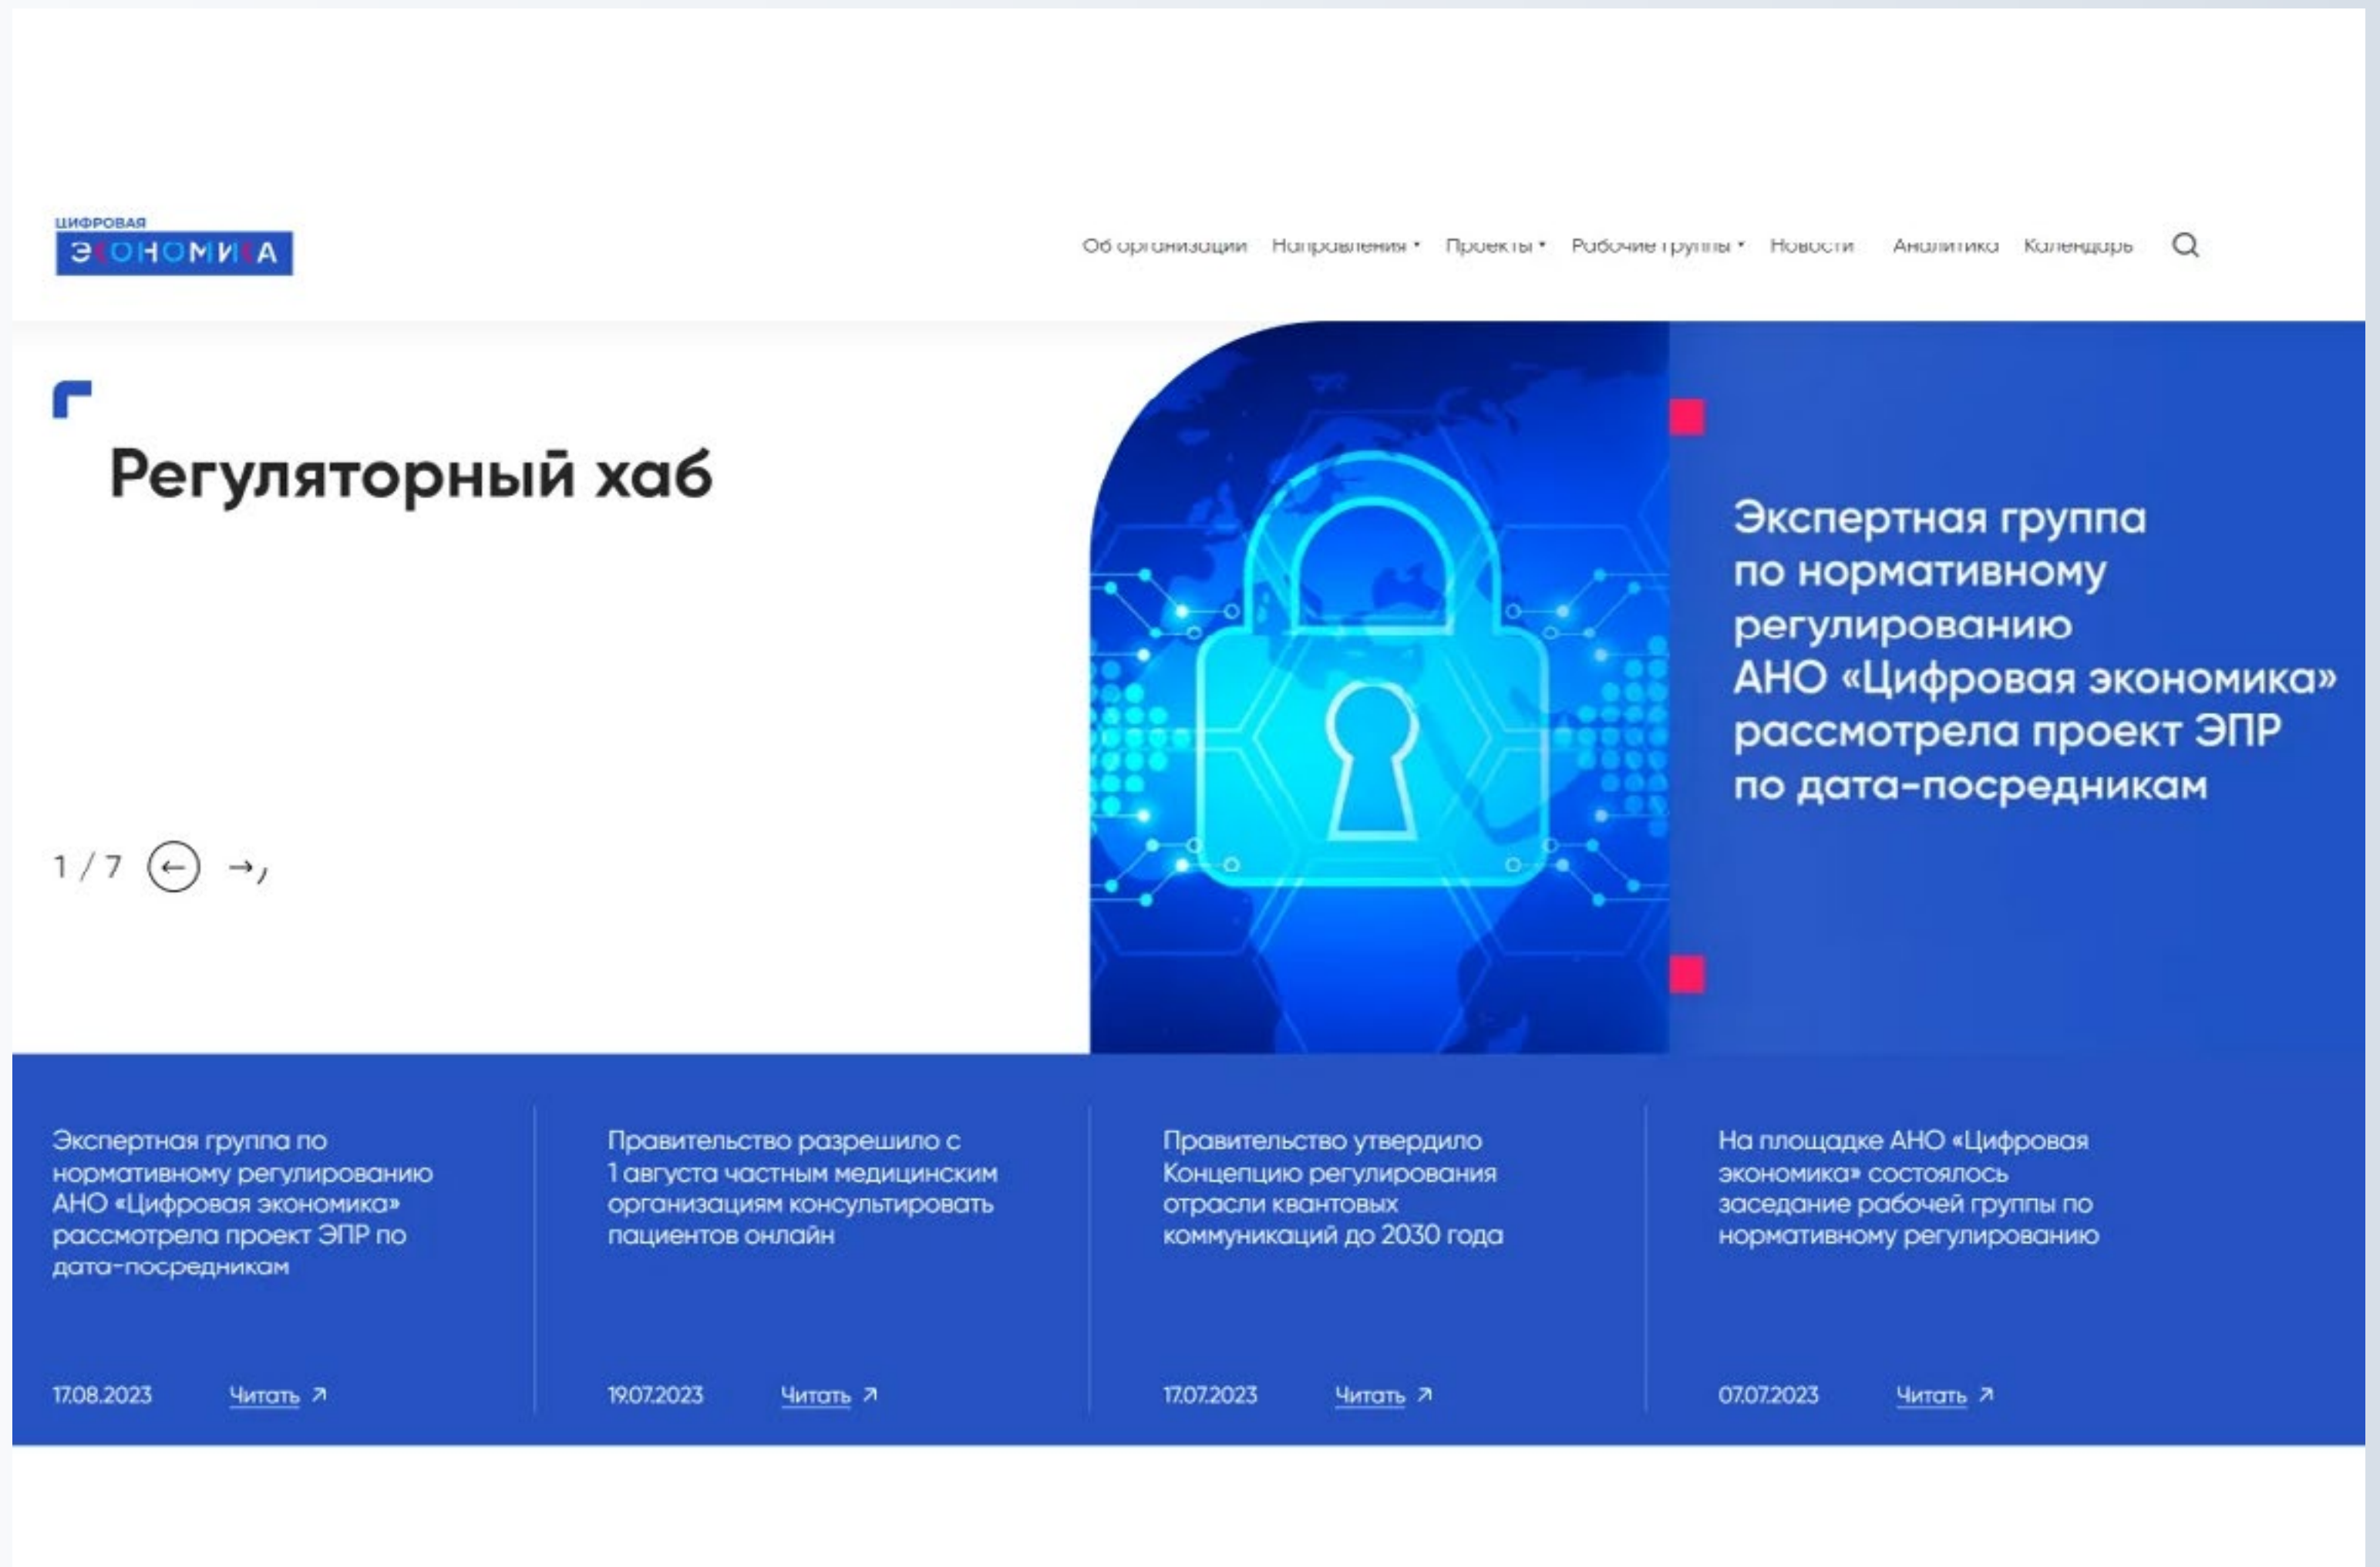 ЦИФРОВАЯ
ЭКОНОМИКА
Об организации Направления Проекты Рабочие группы Новости Аналитика Календарь
Регуляторный хаб
1 / 7
Экспертная группа
по нормативному
регулированию
АНО «Цифровая экономика»
рассмотрела проект ЭПР
по дата-посредникам
Экспертная группа по
нормативному регулированию
АНО «Цифровая экономика»
рассмотрела проект ЭПР по
дата-посредникам
17.08.2023 Читать
Правительство разрешило с
1 августа частным медицинским
организациям консультировать
пациентов онлайн
19.07.2023 Читать
Правительство утвердило
Концепцию регулирования
отрасли квантовых
коммуникаций до 2030 года
17.07.2023 Читать
На площадке АНО «Цифровая
экономика» состоялось
заседание рабочей группы по
нормативному регулированию
07.07.2023 Читать